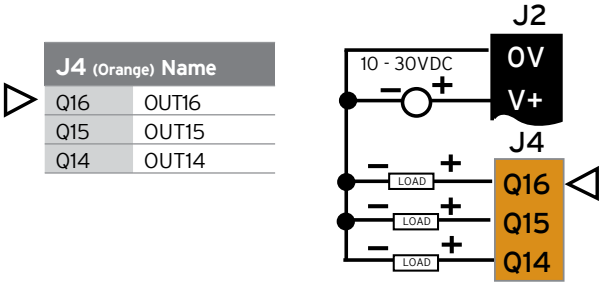 J4 (Orange) Name
Q16 OUT16
Q15 OUT15
Q14 OUT14
J2
10 - 30VDC
0V
− +
V+
J4
− LOAD + Q16
− LOAD + Q15
− LOAD + Q14